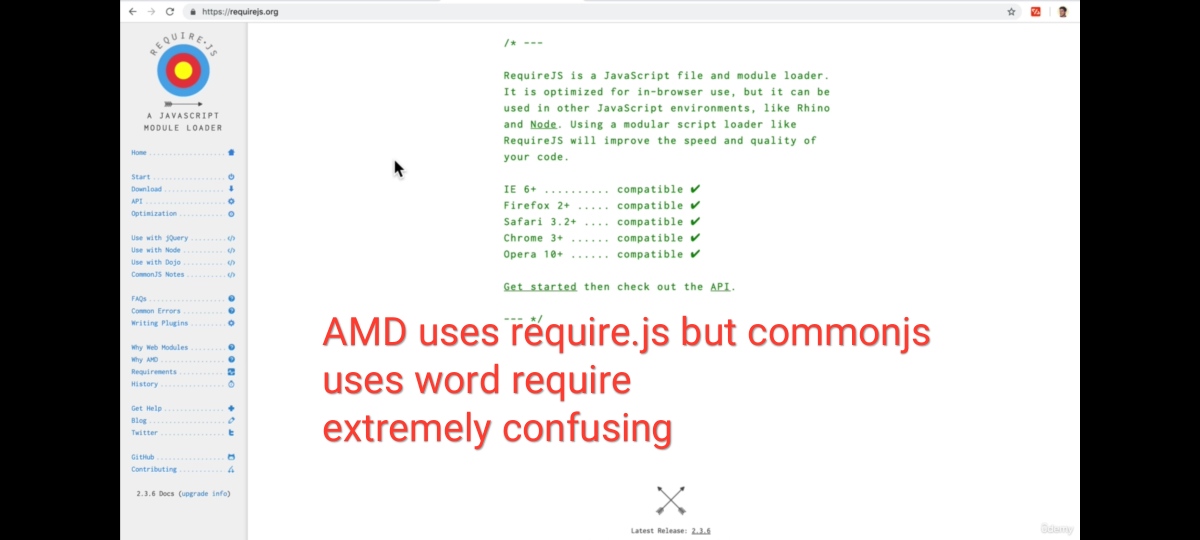 https://requirejs.org
REQUIRE.JS
A JAVASCRIPT
MODULE LOADER
Home
Start
Download
API
Optimization
Use with jQuery
Use with Node
Use with Dojo
CommonJS Notes
FAQs
Common Errors
Writing Plugins
Why Web Modules
Why AMD
Requirements
History
Get Help
Blog
Twitter
GitHub
Contributing
2.3.6 Docs (upgrade info)
/* ---
RequireJS is a JavaScript file and module loader.
It is optimized for in-browser use, but it can be
used in other JavaScript environments, like Rhino
and Node. Using a modular script loader like
RequireJS will improve the speed and quality of
your code.
IE 6+ .......... compatible ✔
Firefox 2+ ..... compatible ✔
Safari 3.2+ .... compatible ✔
Chrome 3+ ...... compatible ✔
Opera 10+ ...... compatible ✔
Get started then check out the API.
--- */
AMD uses require.js but commonjs
uses word require
extremely confusing
Latest Release: 2.3.6
Udemy